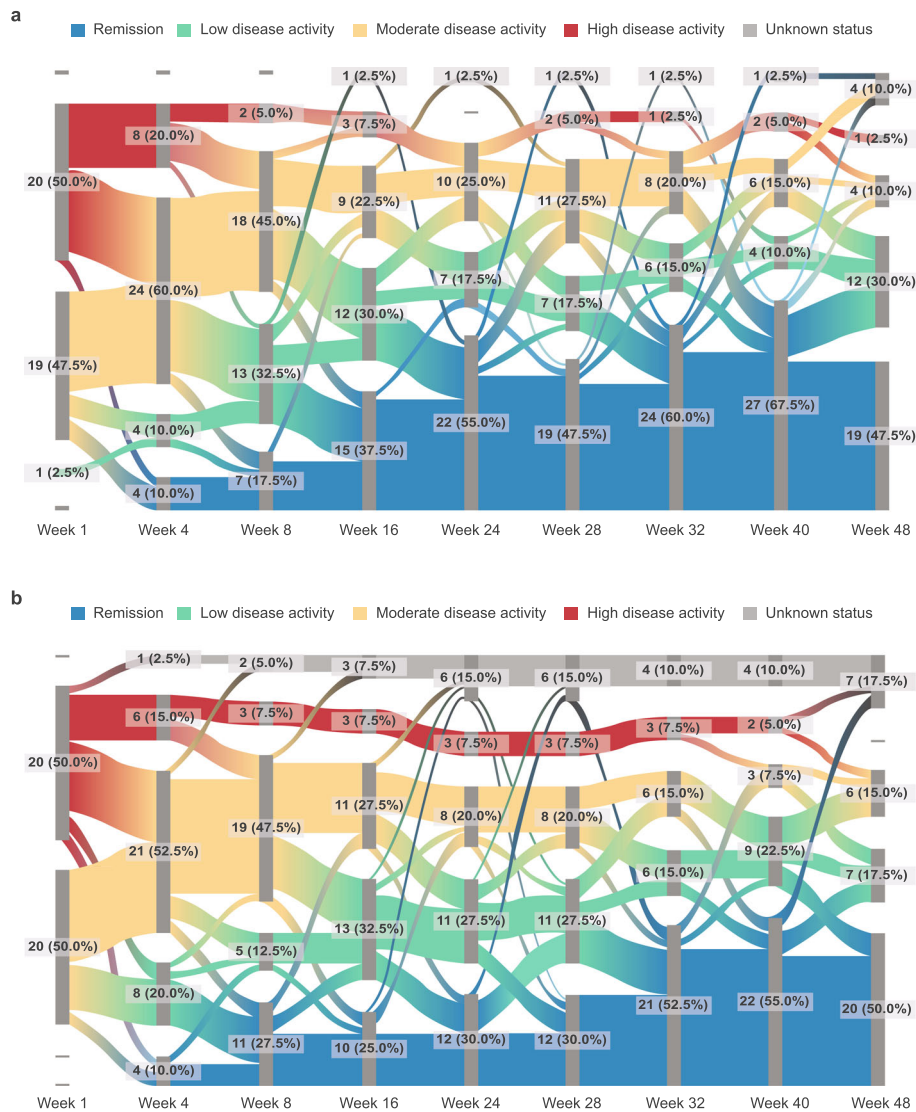 a
Remission Low disease activity Moderate disease activity High disease activity Unknown status
1 (2.5%) 1 (2.5%) 1 (2.5%) 1 (2.5%) 1 (2.5%)
4 (10.0%)
2 (5.0%)
8 (20.0%) 3 (7.5%) 2 (5.0%) 1 (2.5%) 2 (5.0%) 1 (2.5%)
20 (50.0%) 10 (25.0%) 8 (20.0%) 6 (15.0%) 4 (10.0%)
18 (45.0%) 9 (22.5%) 11 (27.5%)
24 (60.0%) 7 (17.5%) 6 (15.0%) 4 (10.0%) 12 (30.0%)
12 (30.0%) 7 (17.5%)
19 (47.5%) 13 (32.5%)
4 (10.0%) 15 (37.5%) 22 (55.0%) 19 (47.5%) 24 (60.0%) 27 (67.5%) 19 (47.5%)
1 (2.5%) 4 (10.0%) 7 (17.5%)
Week 1 Week 4 Week 8 Week 16 Week 24 Week 28 Week 32 Week 40 Week 48
b
Remission Low disease activity Moderate disease activity High disease activity Unknown status
1 (2.5%) 2 (5.0%) 3 (7.5%) 6 (15.0%) 6 (15.0%) 4 (10.0%) 4 (10.0%) 7 (17.5%)
6 (15.0%) 3 (7.5%) 3 (7.5%) 3 (7.5%) 3 (7.5%) 3 (7.5%) 2 (5.0%)
20 (50.0%) 3 (7.5%)
19 (47.5%) 11 (27.5%) 8 (20.0%) 8 (20.0%) 6 (15.0%) 6 (15.0%)
21 (52.5%) 9 (22.5%)
20 (50.0%) 5 (12.5%) 13 (32.5%) 11 (27.5%) 11 (27.5%) 6 (15.0%) 7 (17.5%)
8 (20.0%)
4 (10.0%) 11 (27.5%) 10 (25.0%) 12 (30.0%) 12 (30.0%) 21 (52.5%) 22 (55.0%) 20 (50.0%)
Week 1 Week 4 Week 8 Week 16 Week 24 Week 28 Week 32 Week 40 Week 48